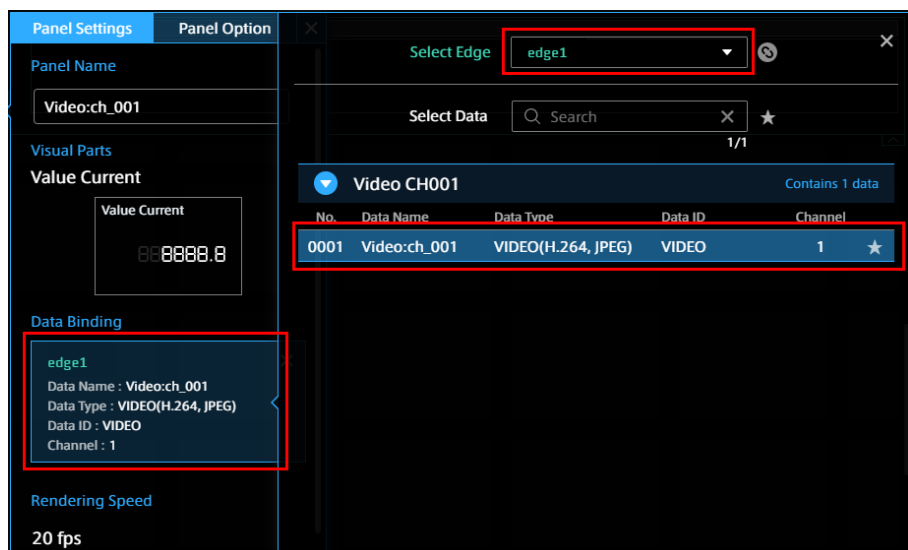 Panel Settings
Panel Option
Panel Name
Video:ch_001
Visual Parts
Value Current
Value Current
8888.8
Data Binding
edge1
Data Name : Video:ch_001
Data Type : VIDEO(H.264, JPEG)
Data ID : VIDEO
Channel : 1
Rendering Speed
20 fps
Select Edge
edge1
Select Data
Search
1/1
Video CH001
Contains 1 data
No. Data Name Data Type Data ID Channel
0001 Video:ch_001 VIDEO(H.264, JPEG) VIDEO 1